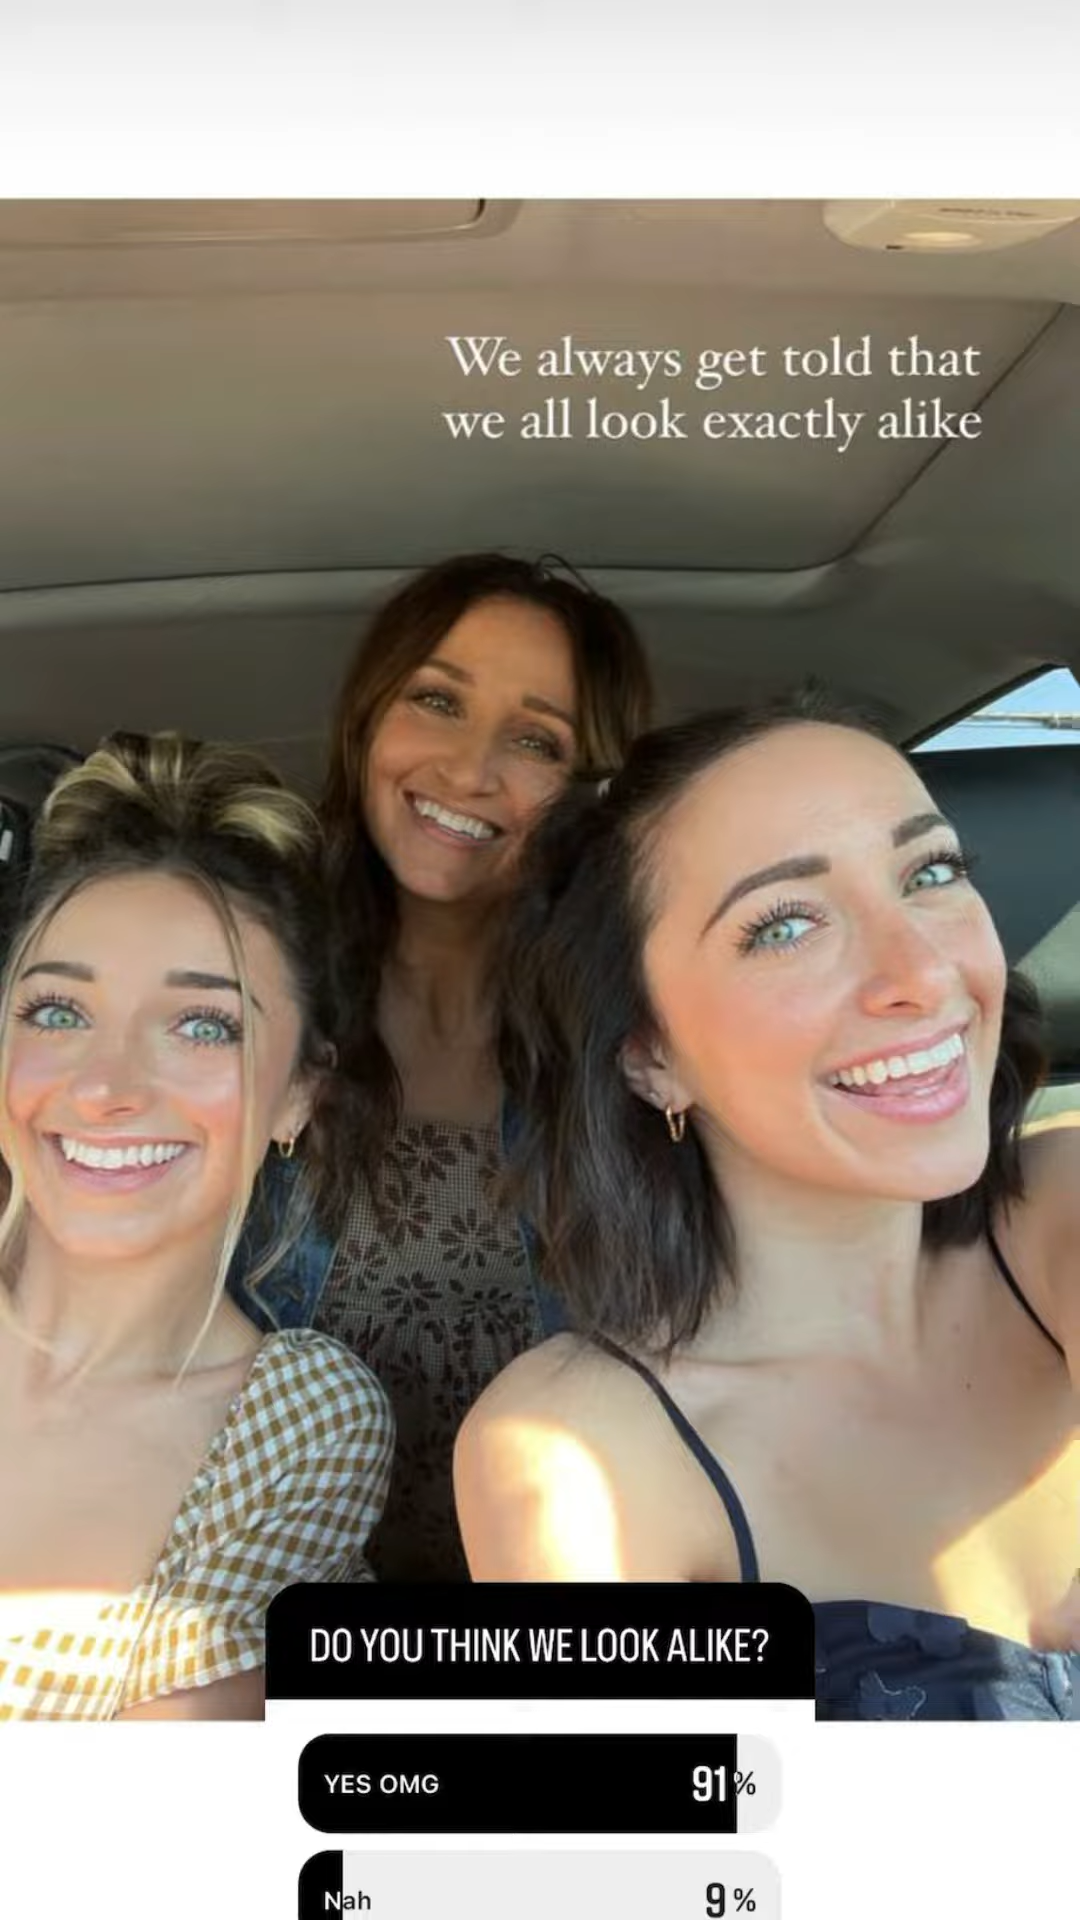 We always get told that
we all look exactly alike
DO YOU THINK WE LOOK ALIKE?
YES OMG 91%
Nah 9%